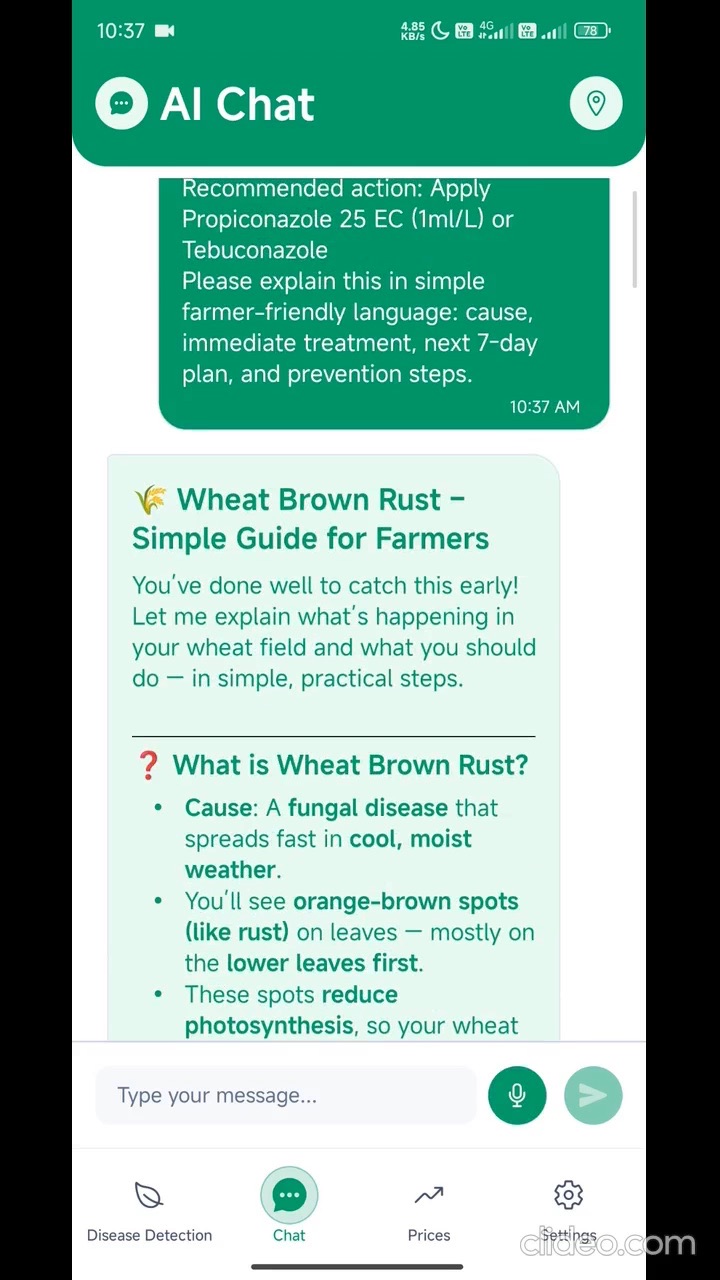 10:37
4.85 KB/s
Vo LTE
4G
Vo LTE
78
AI Chat
Recommended action: Apply
Propiconazole 25 EC (1ml/L) or
Tebuconazole
Please explain this in simple
farmer-friendly language: cause,
immediate treatment, next 7-day
plan, and prevention steps.
10:37 AM
🌾 Wheat Brown Rust –
Simple Guide for Farmers
You've done well to catch this early!
Let me explain what's happening in
your wheat field and what you should
do — in simple, practical steps.
❓ What is Wheat Brown Rust?
• Cause: A fungal disease that
spreads fast in cool, moist
weather.
• You'll see orange-brown spots
(like rust) on leaves — mostly on
the lower leaves first.
• These spots reduce
photosynthesis, so your wheat
Type your message...
Disease Detection
Chat
Prices
Settings
clideo.com